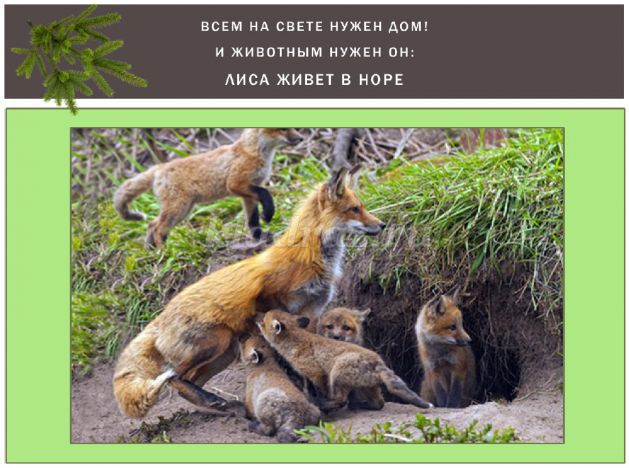 ВСЕМ НА СВЕТЕ НУЖЕН ДОМ!
И ЖИВОТНЫМ НУЖЕН ОН:
ЛИСА ЖИВЕТ В НОРЕ